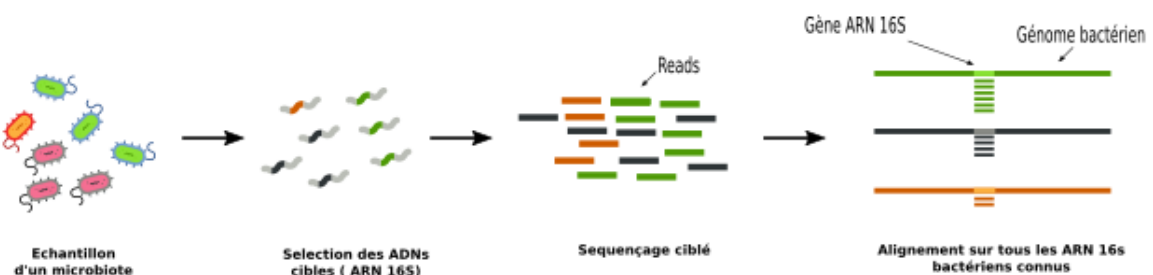 Gène ARN 16S
Génome bactérien
Reads
Echantillon
d'un microbiote
Selection des ADNs
cibles ( ARN 16S)
Sequençage ciblé
Alignement sur tous les ARN 16s
bactériens connus